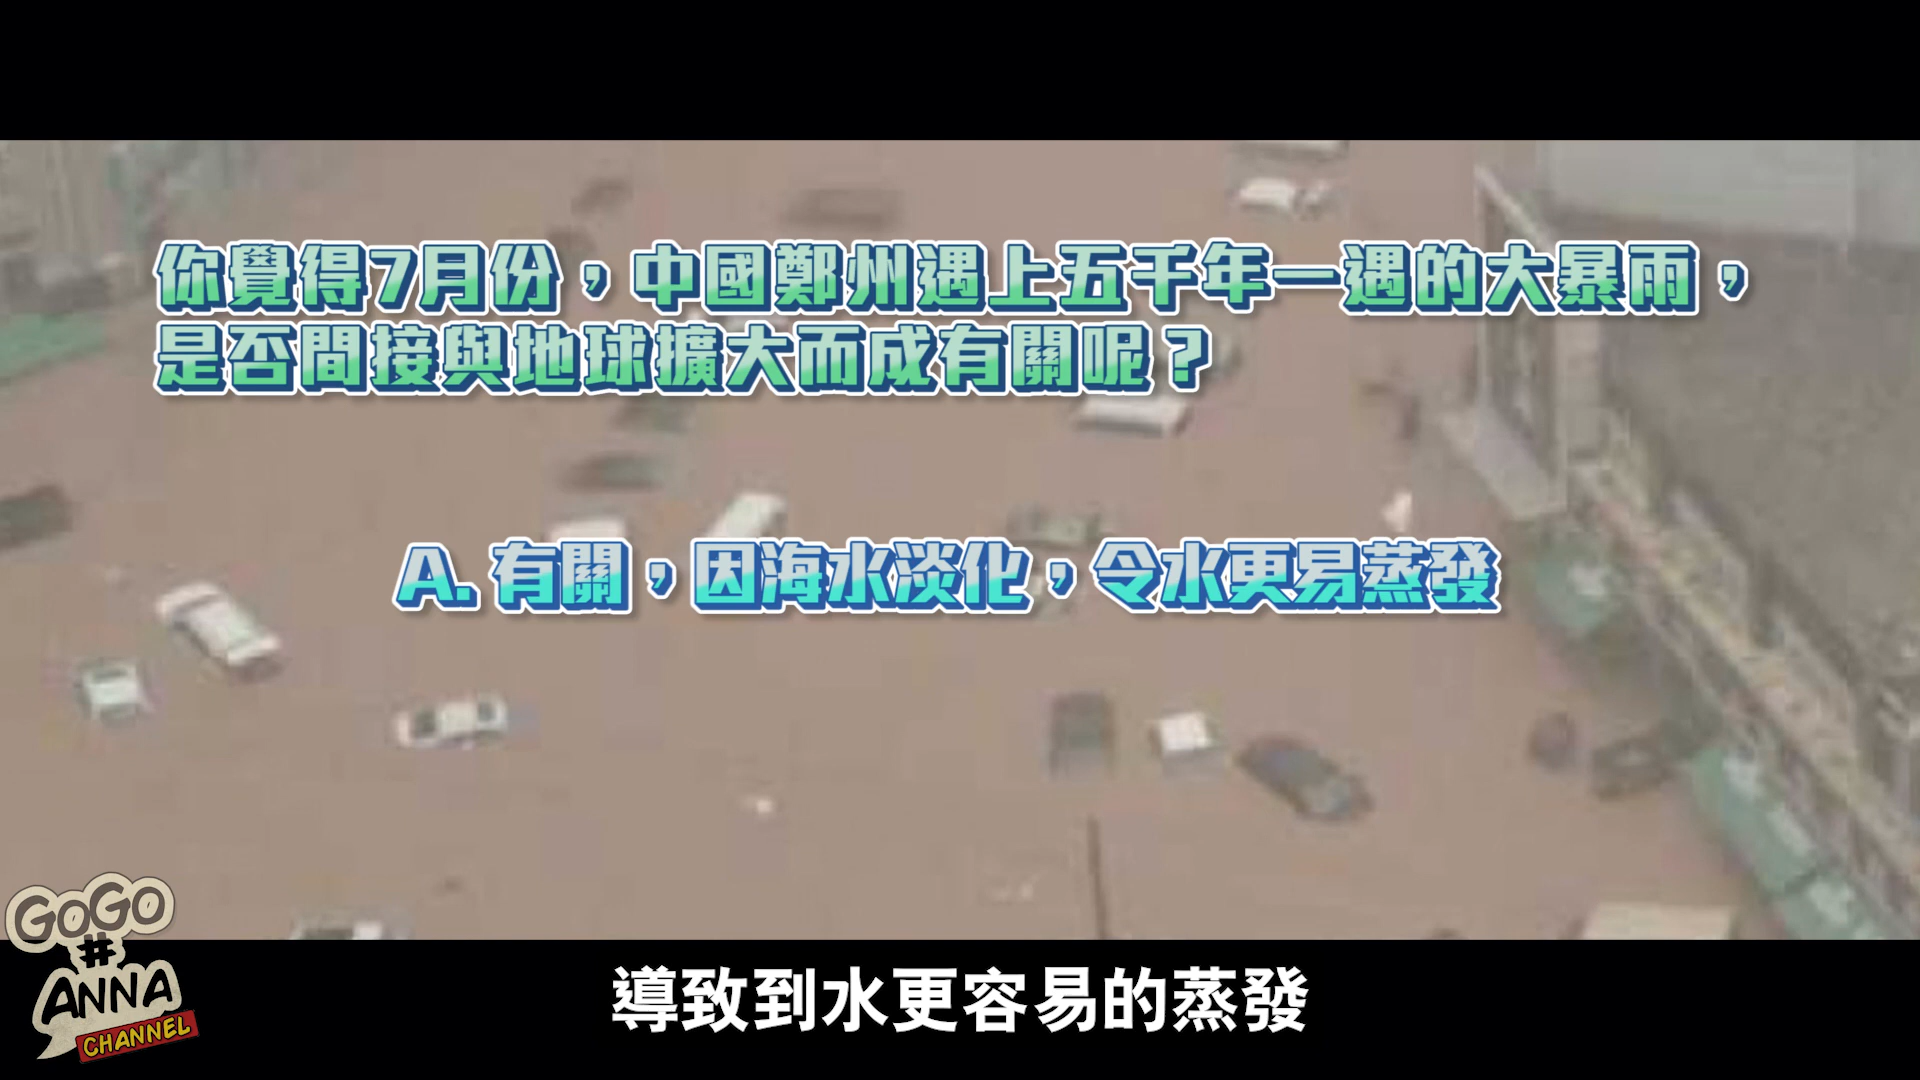 你覺得7月份，中國鄭州遇上五千年一遇的大暴雨，
是否間接與地球擴大而成有關呢？
A. 有關，因海水淡化，令水更易蒸發
GOGO
#
ANNA
CHANNEL
導致到水更容易的蒸發